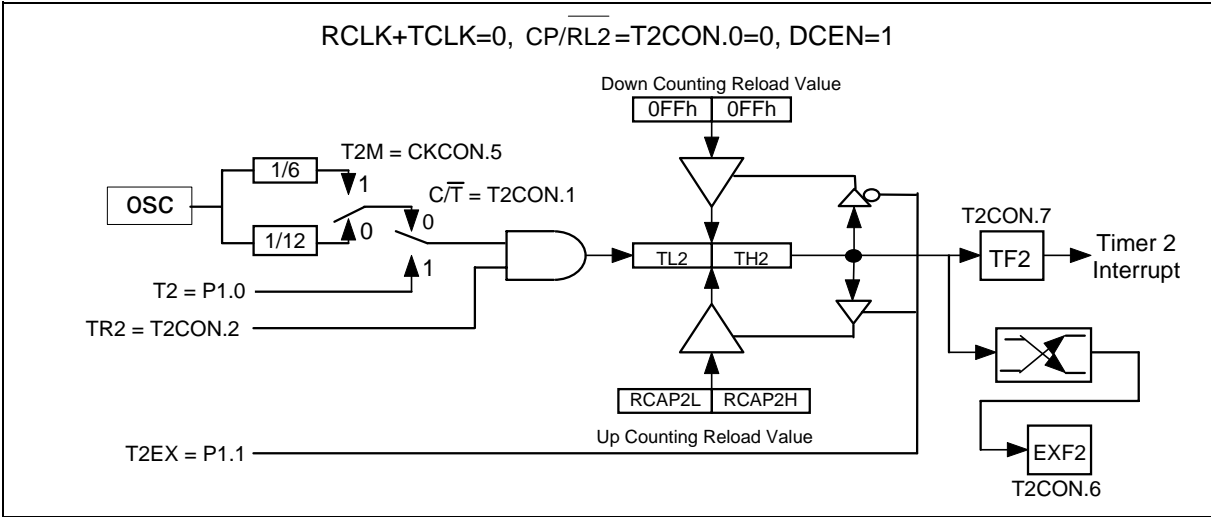 RCLK+TCLK=0, CP/RL2=T2CON.0=0, DCEN=1
Down Counting Reload Value
0FFh 0FFh
T2M = CKCON.5
1/6
1
C/T = T2CON.1
OSC
0
1/12
0
T2CON.7
TL2 TH2
TF2
Timer 2
Interrupt
1
T2 = P1.0
TR2 = T2CON.2
RCAP2L RCAP2H
Up Counting Reload Value
T2EX = P1.1
EXF2
T2CON.6